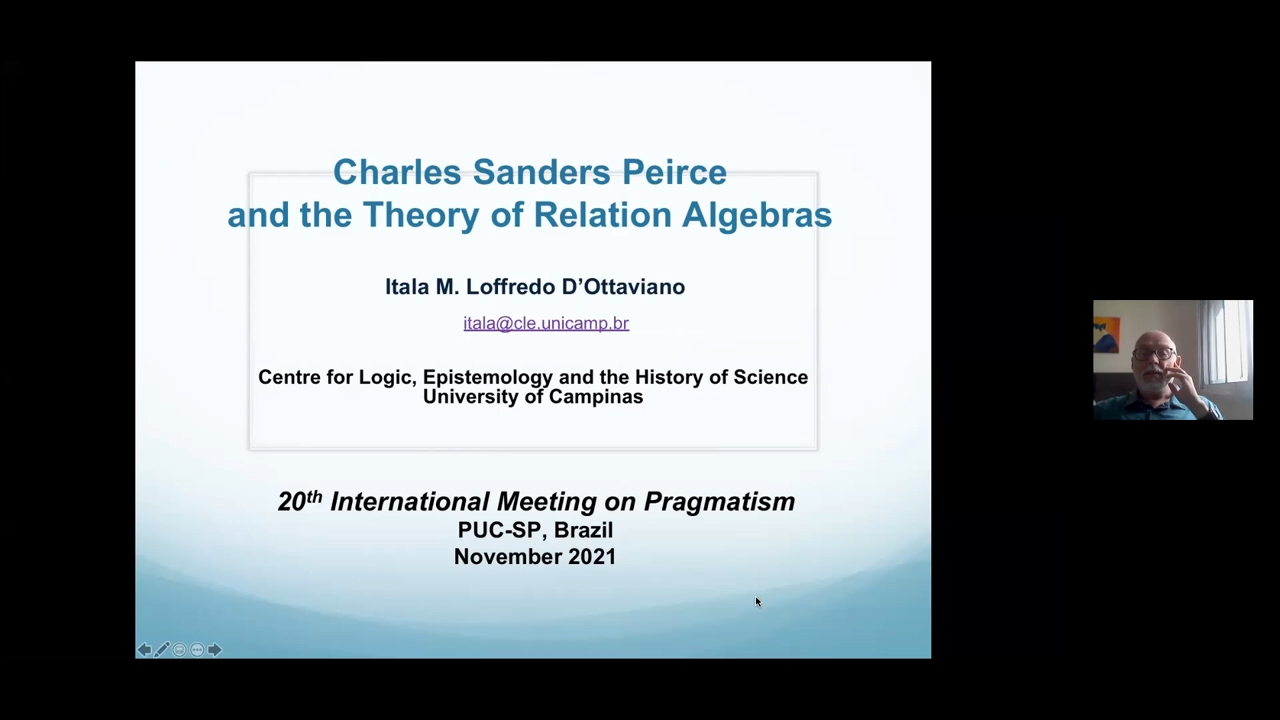 Charles Sanders Peirce
and the Theory of Relation Algebras
Itala M. Loffredo D’Ottaviano
itala@cle.unicamp.br
Centre for Logic, Epistemology and the History of Science
University of Campinas
20th International Meeting on Pragmatism
PUC-SP, Brazil
November 2021